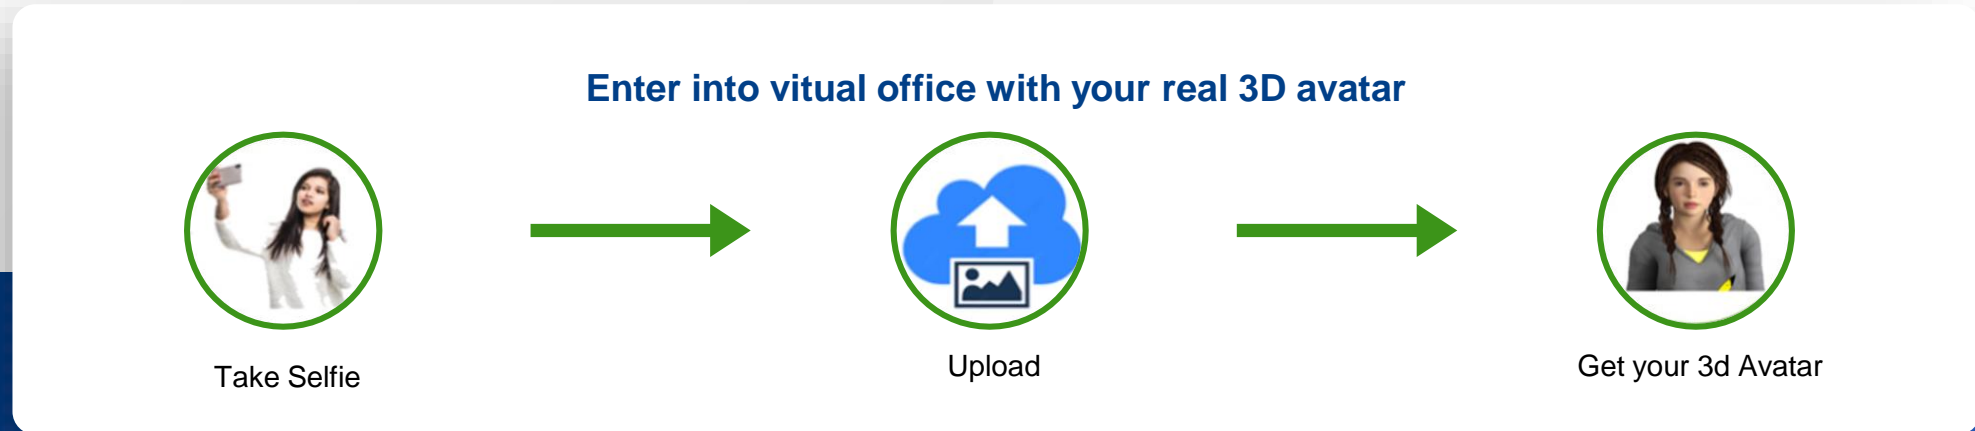 Enter into vitual office with your real 3D avatar
Take Selfie
Upload
Get your 3d Avatar